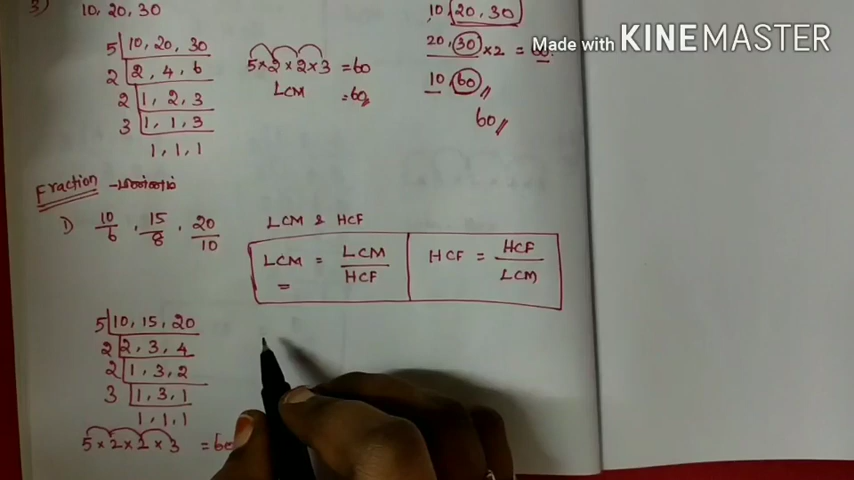 3) 10, 20, 30
5 | 10, 20, 30
2 | 2, 4, 6
2 | 1, 2, 3
3 | 1, 1, 3
1, 1, 1
5×2×2×3 = 60
LCM = 60
10, 20, 30
20, 30 × 2 = 60.
10, 60
60
Made with KINEMASTER
Fraction - பின்னம்
1) 10/6, 15/8, 20/10
LCM & HCF
LCM = LCM/HCF
HCF = HCF/LCM
5 | 10, 15, 20
2 | 2, 3, 4
2 | 1, 3, 2
3 | 1, 3, 1
1, 1, 1
5×2×2×3 = 60